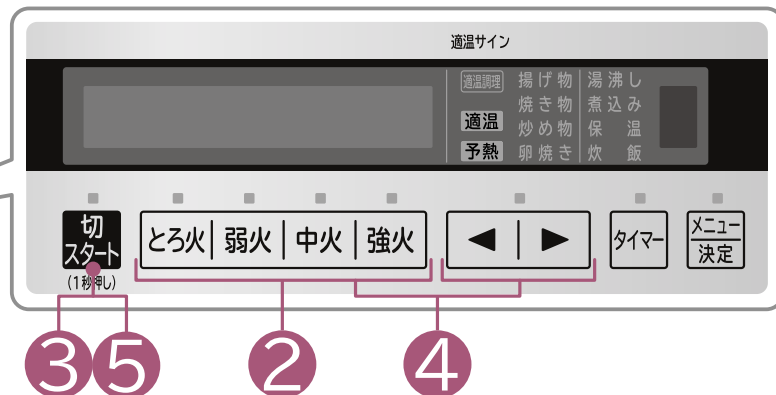 適温サイン
適温調理 揚げ物 湯沸し
焼き物 煮込み
適温 炒め物 保 温
予熱 卵焼き 炊 飯
切
スタート
(1秒押し)
とろ火 弱火 中火 強火
◀ ▶
タイマー
メニュー
決定
3 5 2 4